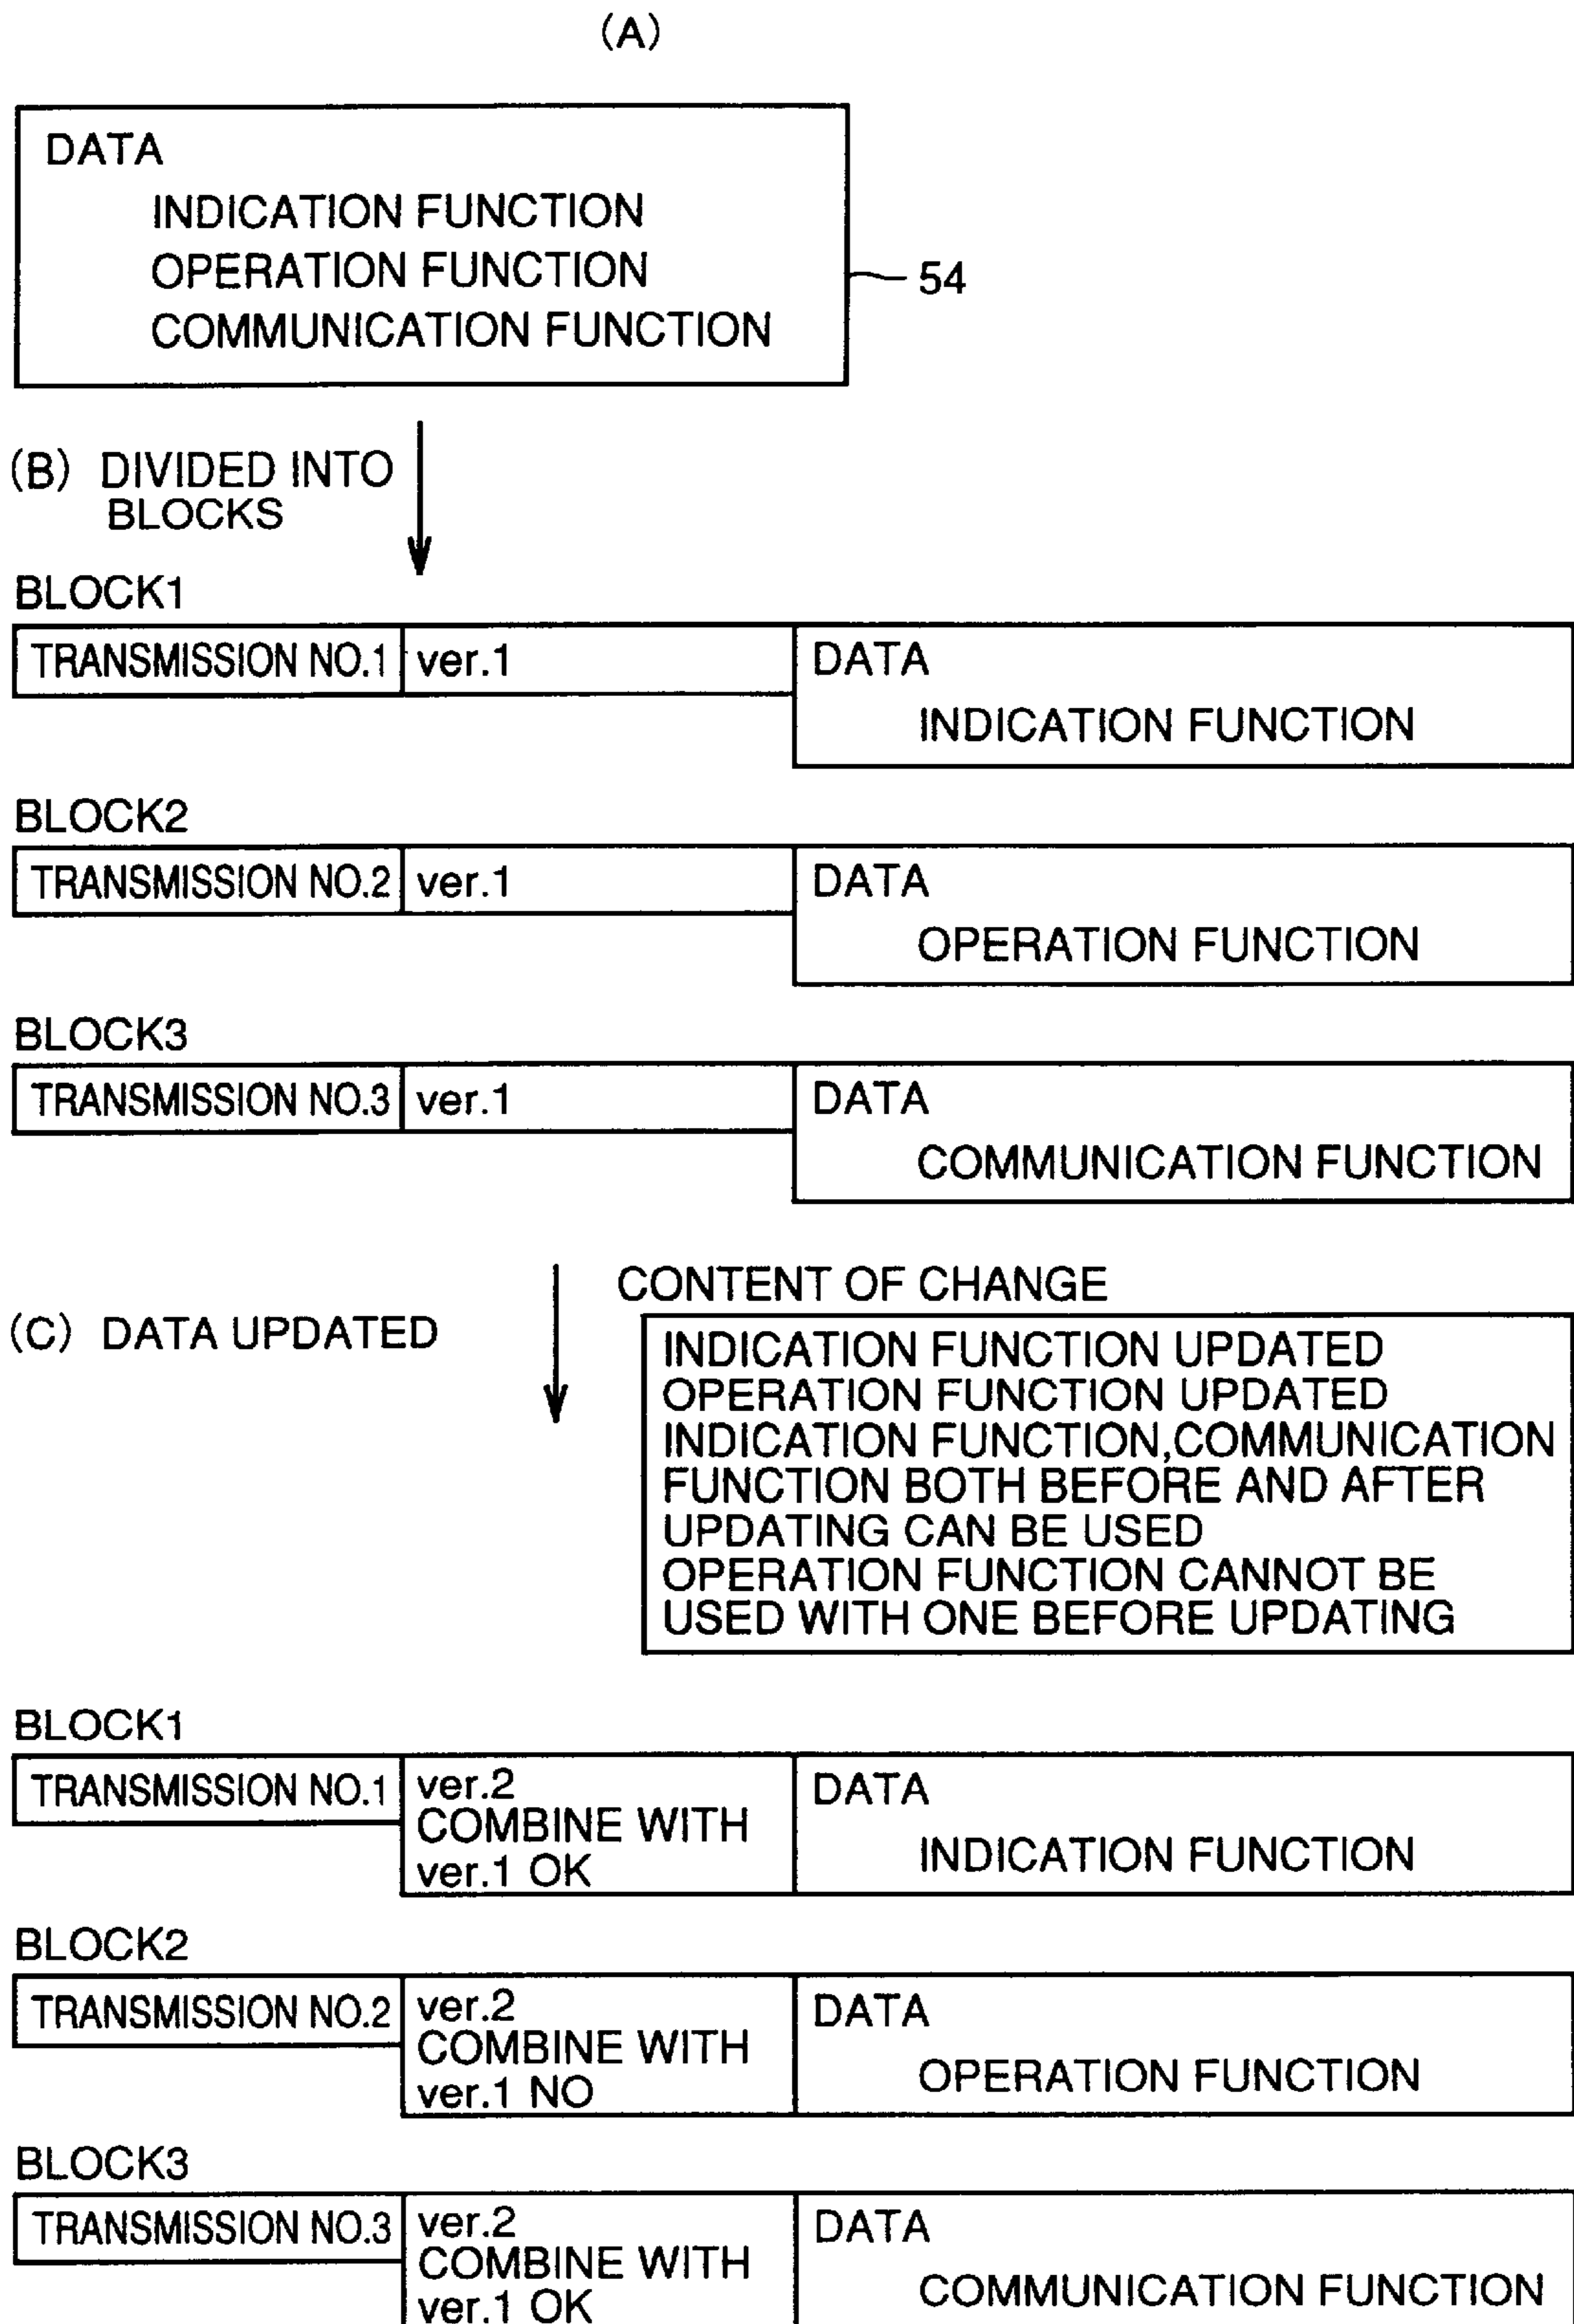 (A)
DATA
INDICATION FUNCTION
OPERATION FUNCTION
COMMUNICATION FUNCTION
54
(B) DIVIDED INTO
BLOCKS
BLOCK1
TRANSMISSION NO.1 ver.1 DATA
INDICATION FUNCTION
BLOCK2
TRANSMISSION NO.2 ver.1 DATA
OPERATION FUNCTION
BLOCK3
TRANSMISSION NO.3 ver.1 DATA
COMMUNICATION FUNCTION
(C) DATA UPDATED
CONTENT OF CHANGE
INDICATION FUNCTION UPDATED
OPERATION FUNCTION UPDATED
INDICATION FUNCTION,COMMUNICATION
FUNCTION BOTH BEFORE AND AFTER
UPDATING CAN BE USED
OPERATION FUNCTION CANNOT BE
USED WITH ONE BEFORE UPDATING
BLOCK1
TRANSMISSION NO.1 ver.2 DATA
COMBINE WITH
ver.1 OK
INDICATION FUNCTION
BLOCK2
TRANSMISSION NO.2 ver.2 DATA
COMBINE WITH
ver.1 NO
OPERATION FUNCTION
BLOCK3
TRANSMISSION NO.3 ver.2 DATA
COMBINE WITH
ver.1 OK
COMMUNICATION FUNCTION